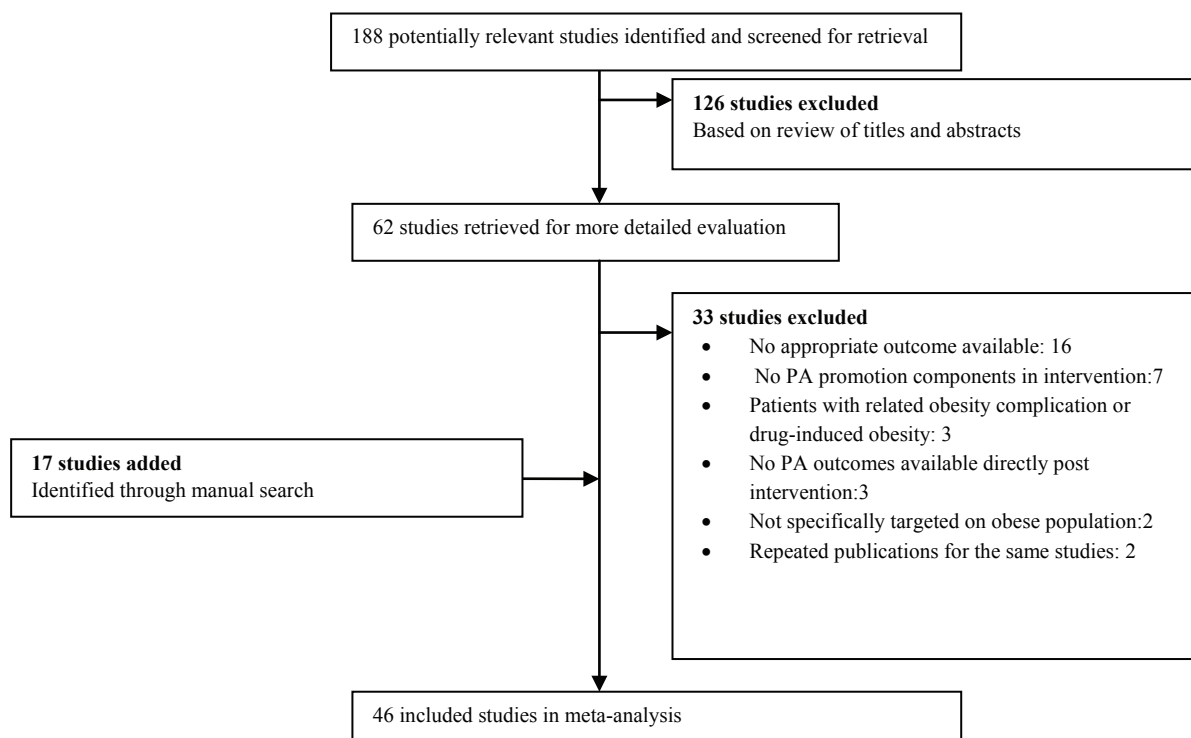 188 potentially relevant studies identified and screened for retrieval
126 studies excluded
Based on review of titles and abstracts
62 studies retrieved for more detailed evaluation
33 studies excluded
• No appropriate outcome available: 16
• No PA promotion components in intervention:7
• Patients with related obesity complication or
drug-induced obesity: 3
• No PA outcomes available directly post
intervention:3
• Not specifically targeted on obese population:2
• Repeated publications for the same studies: 2
17 studies added
Identified through manual search
46 included studies in meta-analysis